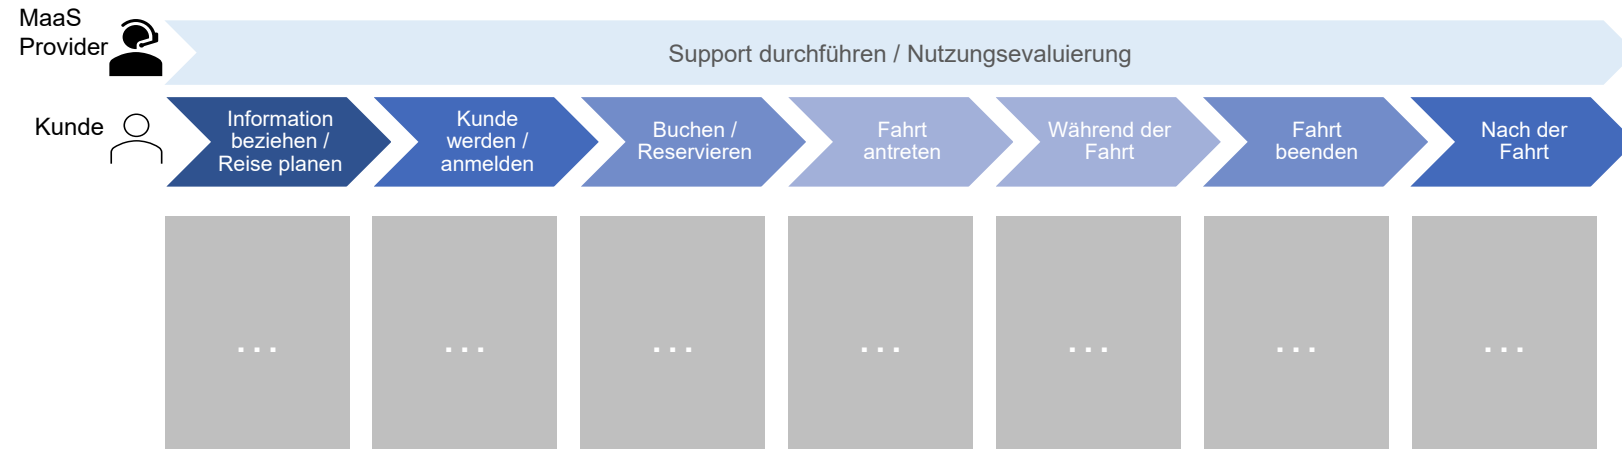 MaaS
Provider
Support durchführen / Nutzungsevaluierung
Kunde
Information
beziehen /
Reise planen
Kunde
werden /
anmelden
Buchen /
Reservieren
Fahrt
antreten
Während der
Fahrt
Fahrt
beenden
Nach der
Fahrt
...
...
...
...
...
...
...